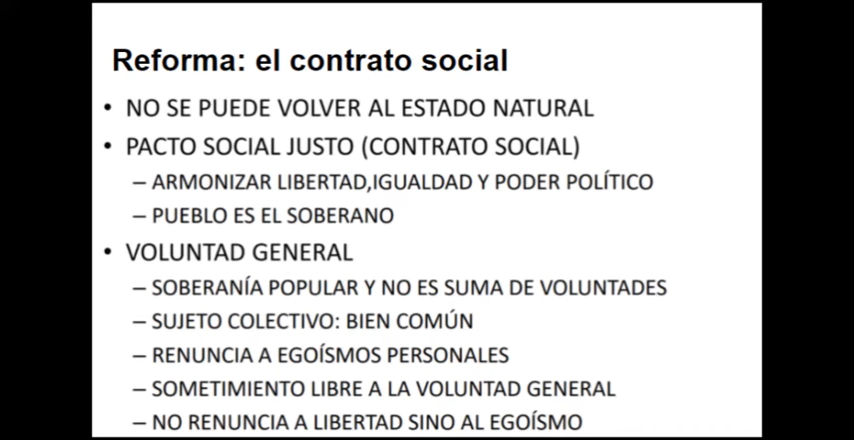 Reforma: el contrato social
• NO SE PUEDE VOLVER AL ESTADO NATURAL
• PACTO SOCIAL JUSTO (CONTRATO SOCIAL)
– ARMONIZAR LIBERTAD,IGUALDAD Y PODER POLÍTICO
– PUEBLO ES EL SOBERANO
• VOLUNTAD GENERAL
– SOBERANÍA POPULAR Y NO ES SUMA DE VOLUNTADES
– SUJETO COLECTIVO: BIEN COMÚN
– RENUNCIA A EGOÍSMOS PERSONALES
– SOMETIMIENTO LIBRE A LA VOLUNTAD GENERAL
– NO RENUNCIA A LIBERTAD SINO AL EGOÍSMO